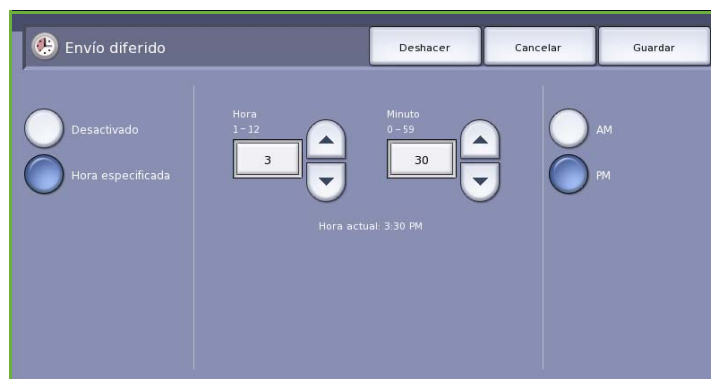 Envío diferido
Deshacer
Cancelar
Guardar
Desactivado
Hora especificada
Hora
1 – 12
3
Minuto
0 – 59
30
Hora actual: 3:30 PM
AM
PM